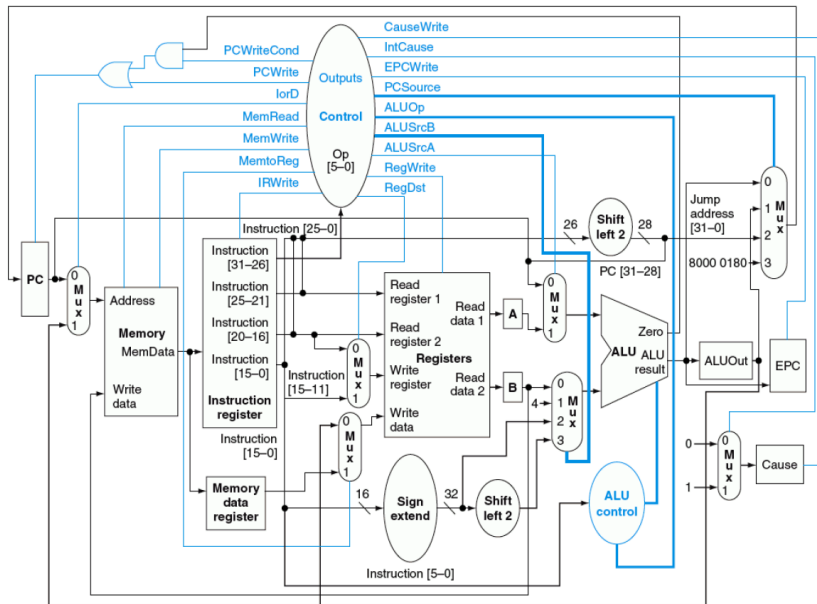 CauseWrite
IntCause
EPCWrite
PCSource
ALUOp
ALUSrcB
ALUSrcA
RegWrite
RegDst
PCWriteCond
PCWrite
IorD
MemRead
MemWrite
MemtoReg
IRWrite
Outputs
Control
Op
[5–0]
Instruction [25–0]
26
Shift
left 2
28
Jump
address
[31–0]
PC [31–28]
8000 0180
0
1
2
3
Mux
PC
0
Mux
1
Address
Memory
MemData
Write
data
Instruction
[31–26]
Instruction
[25–21]
Instruction
[20–16]
Instruction
[15–0]
Instruction
register
Instruction
[15–0]
Memory
data
register
Instruction
[15–11]
0
Mux
1
0
Mux
1
Read
register 1
Read
register 2
Registers
Write
register
Write
data
Read
data 1
Read
data 2
A
B
0
Mux
1
4
0
1
2
3
Mux
Zero
ALU
ALU
result
ALUOut
EPC
0
1
0
Mux
1
Cause
16
Sign
extend
32
Shift
left 2
ALU
control
Instruction [5–0]